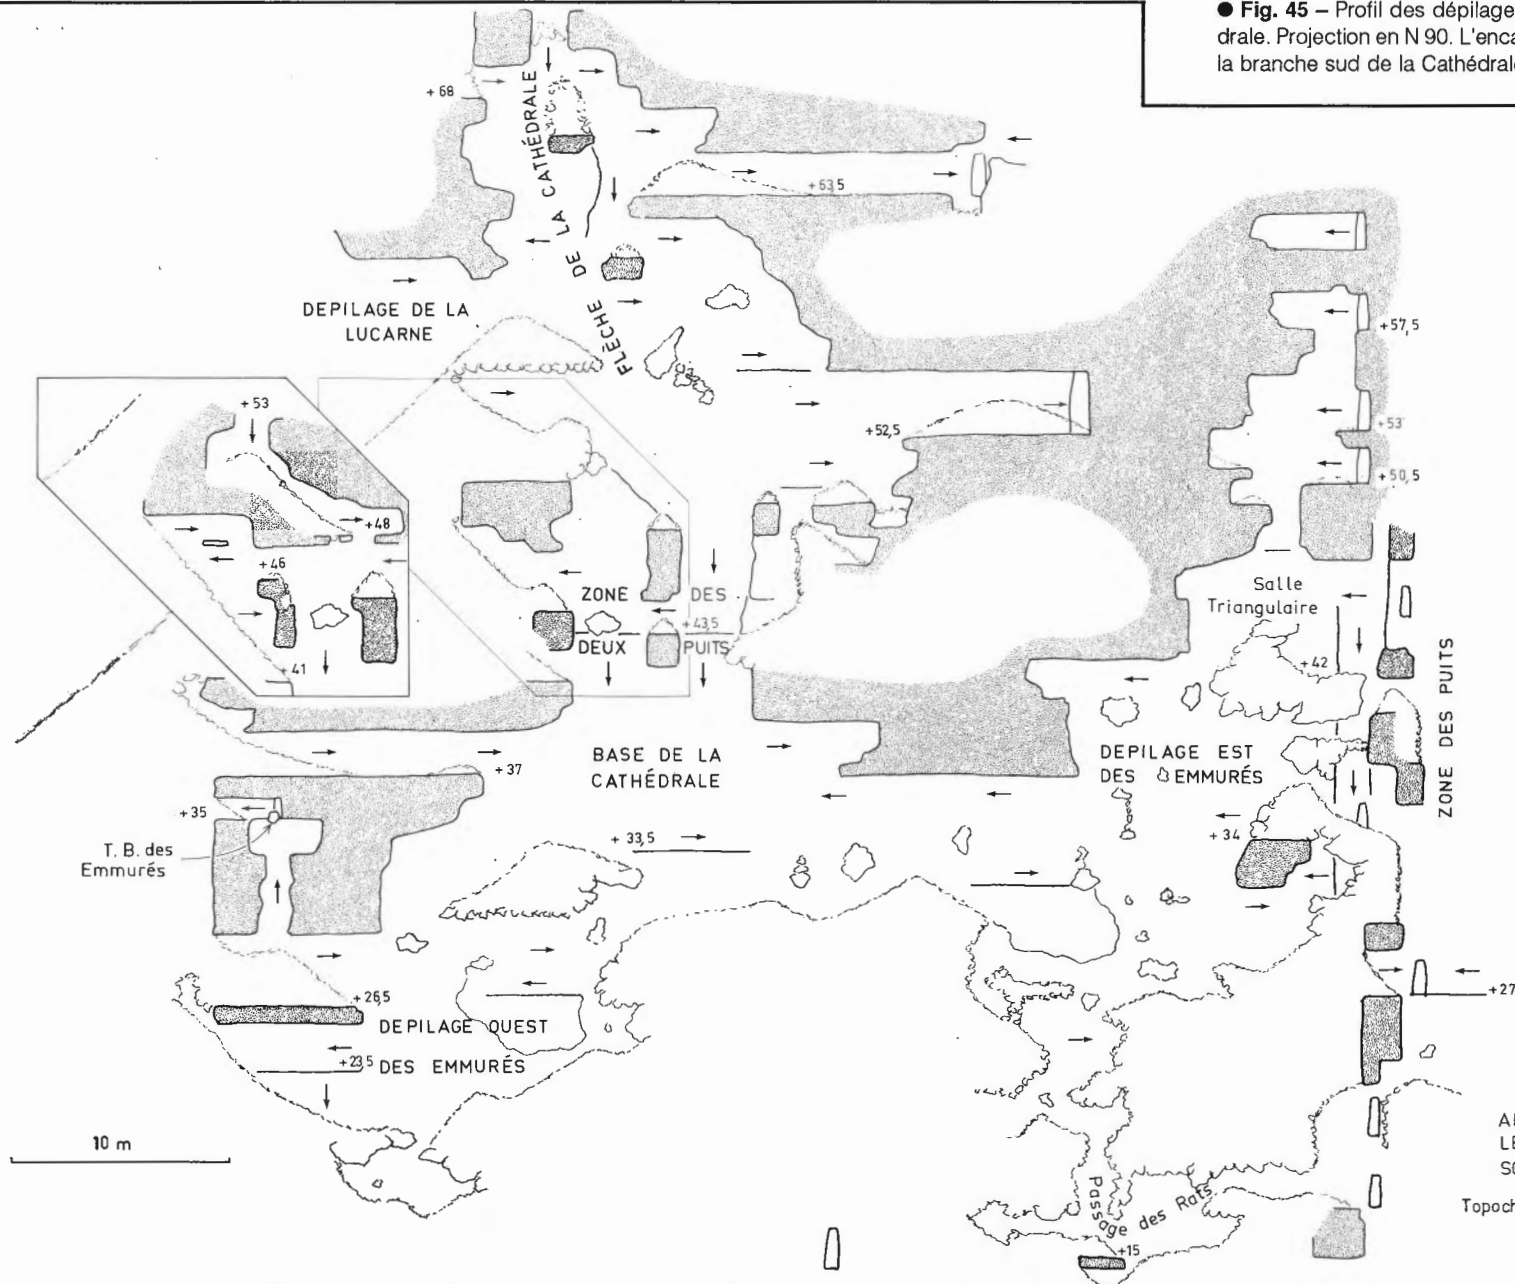 ● Fig. 45 – Profil des dépilage
drale. Projection en N 90. L'enca
la branche sud de la Cathédrale
+ 68
FLÈCHE DE LA CATHÉDRALE
+ 63,5
DEPILAGE DE LA
LUCARNE
+57,5
+ 53
+52,5
+53
+50,5
+48
+46
ZONE DES
DEUX PUITS
+ 43,5
Salle
Triangulaire
+ 41
+ 42
ZONE DES PUITS
BASE DE LA
CATHÉDRALE
+ 37
DEPILAGE EST
DES EMMURÉS
+ 35
T. B. des
Emmurés
+ 33,5
+ 34
+ 26,5
DEPILAGE OUEST
DES EMMURÉS
+23,5
+27
10 m
Passage des Rats
+15
LE
Topoch